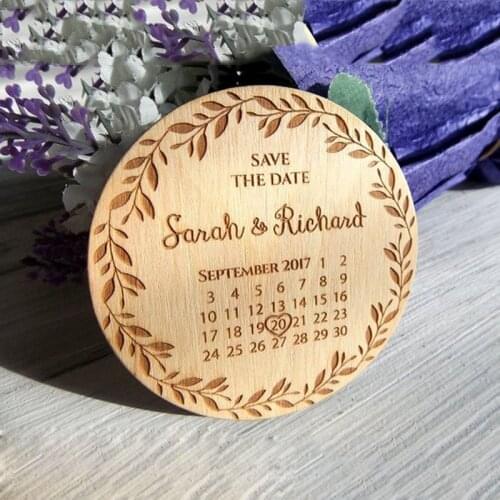 SAVE
THE DATE
Sarah & Richard
SEPTEMBER 2017 1 2
3 4 5 6 7 8 9
10 11 12 13 14 15 16
17 18 19 20 21 22 23
24 25 26 27 28 29 30